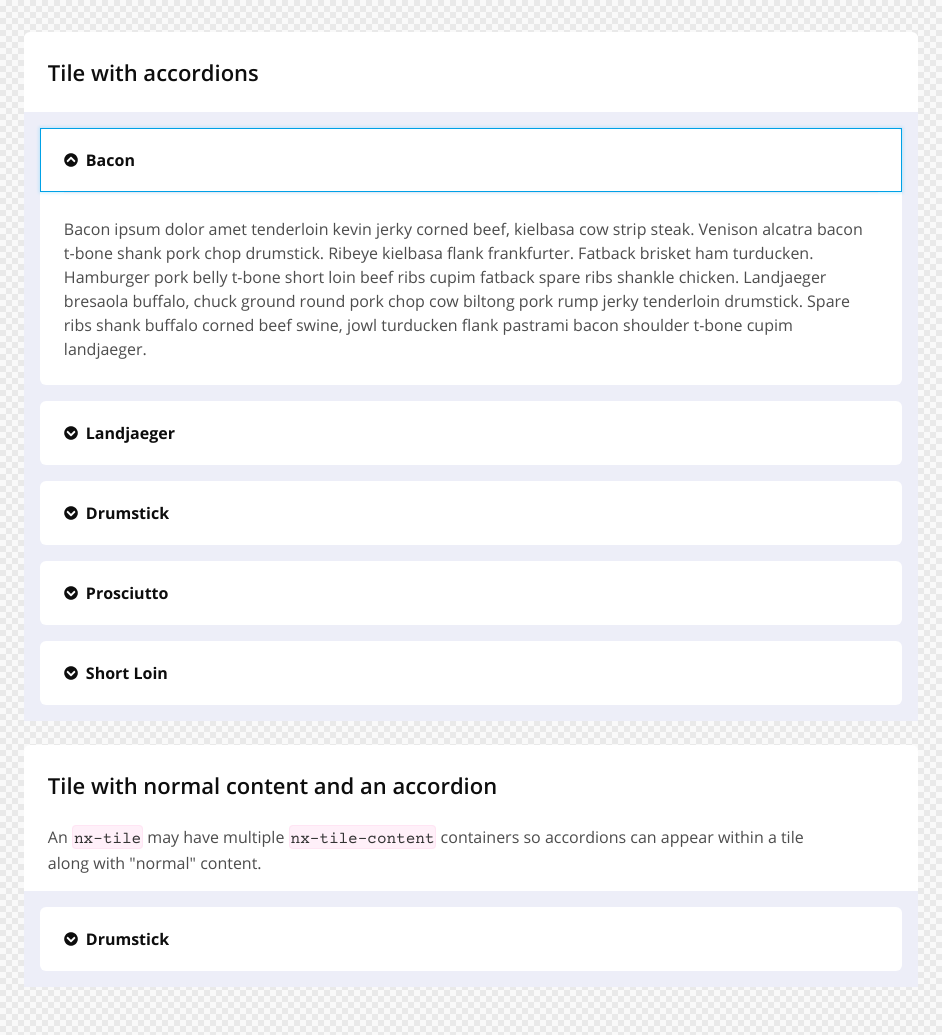 Tile with accordions
Bacon
Bacon ipsum dolor amet tenderloin kevin jerky corned beef, kielbasa cow strip steak. Venison alcatra bacon
t-bone shank pork chop drumstick. Ribeye kielbasa flank frankfurter. Fatback brisket ham turducken.
Hamburger pork belly t-bone short loin beef ribs cupim fatback spare ribs shankle chicken. Landjaeger
bresaola buffalo, chuck ground round pork chop cow biltong pork rump jerky tenderloin drumstick. Spare
ribs shank buffalo corned beef swine, jowl turducken flank pastrami bacon shoulder t-bone cupim
landjaeger.
Landjaeger
Drumstick
Prosciutto
Short Loin
Tile with normal content and an accordion
An nx-tile may have multiple nx-tile-content containers so accordions can appear within a tile
along with "normal" content.
Drumstick